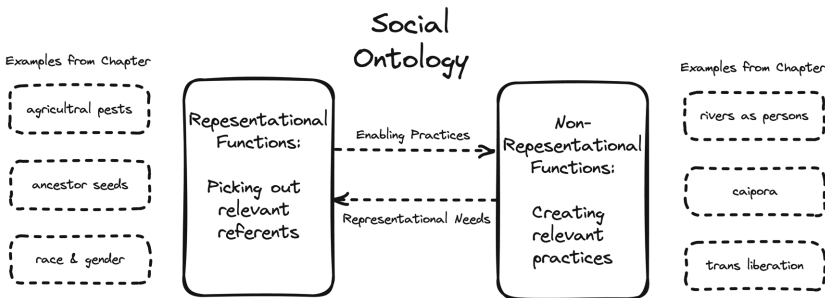 Social
Ontology
Examples from Chapter
agricultral pests
ancestor seeds
race & gender
Repesentational
Functions:
Picking out
relevant
referents
Enabling Practices
Representational Needs
Non-
Repesentational
Functions:
Creating
relevant
practices
Examples from Chapter
rivers as persons
caipora
trans liberation